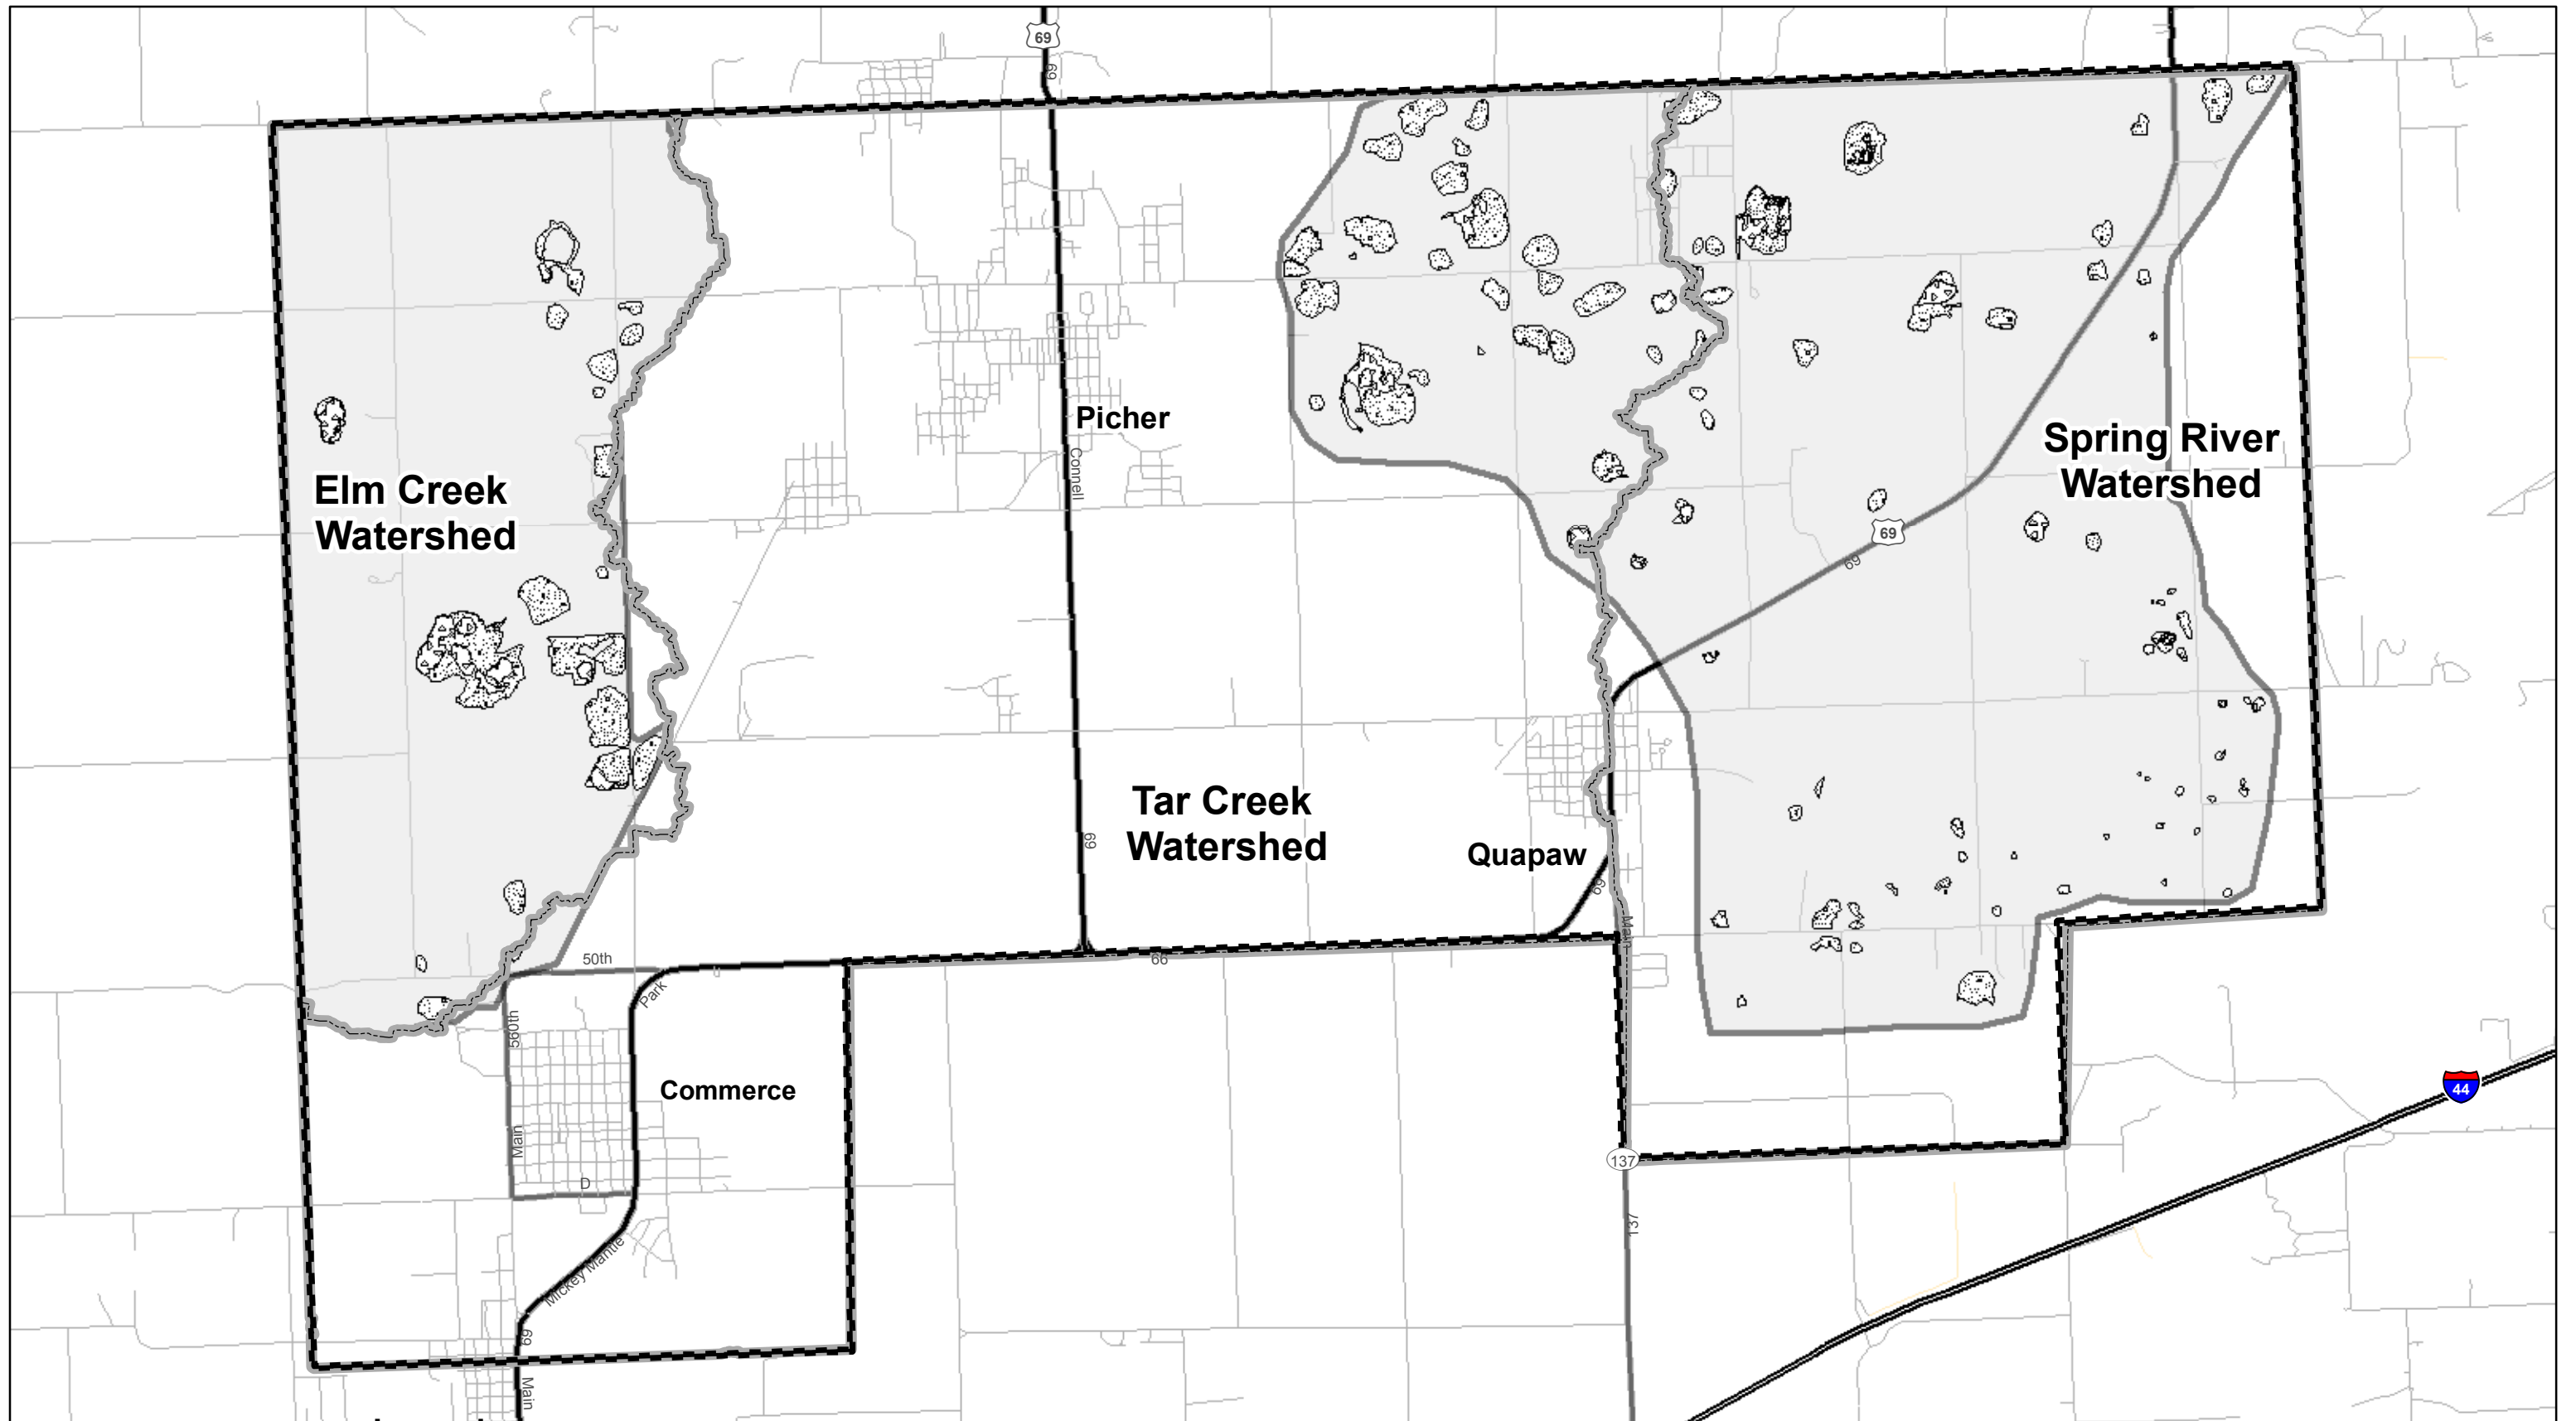 69
69
Picher
Connell
Spring River
Watershed
Elm Creek
Watershed
69
69
Tar Creek
Watershed
69
Quapaw
69
Main
50th
66
Park
560th
44
Commerce
Main
137
D
137
Mickey Mantle
69
Main